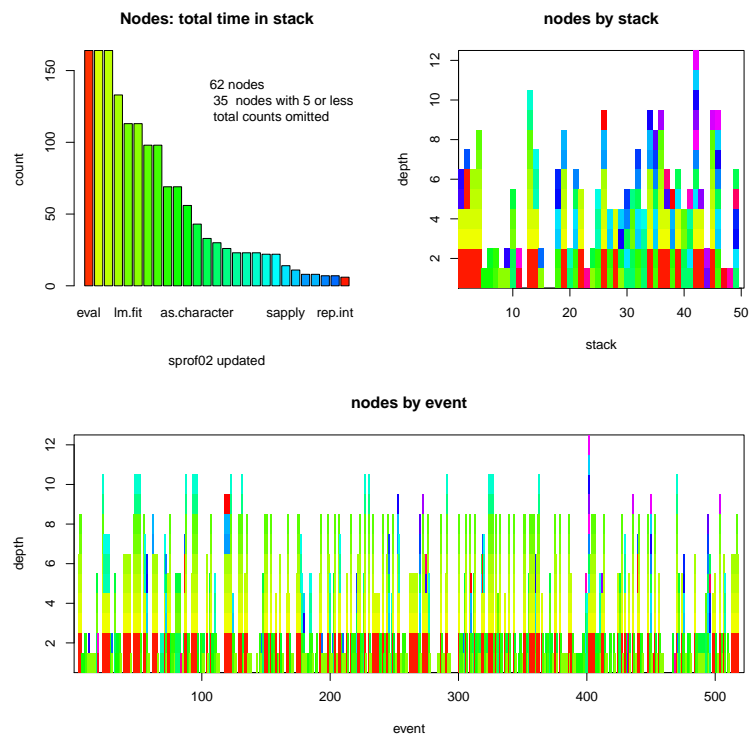 Nodes: total time in stack
count
0
50
100
150
62 nodes
35 nodes with 5 or less
total counts omitted
eval
lm.fit
as.character
sapply
rep.int
sprof02 updated
nodes by stack
depth
2
4
6
8
10
12
10
20
30
40
50
stack
nodes by event
depth
2
4
6
8
10
12
100
200
300
400
500
event